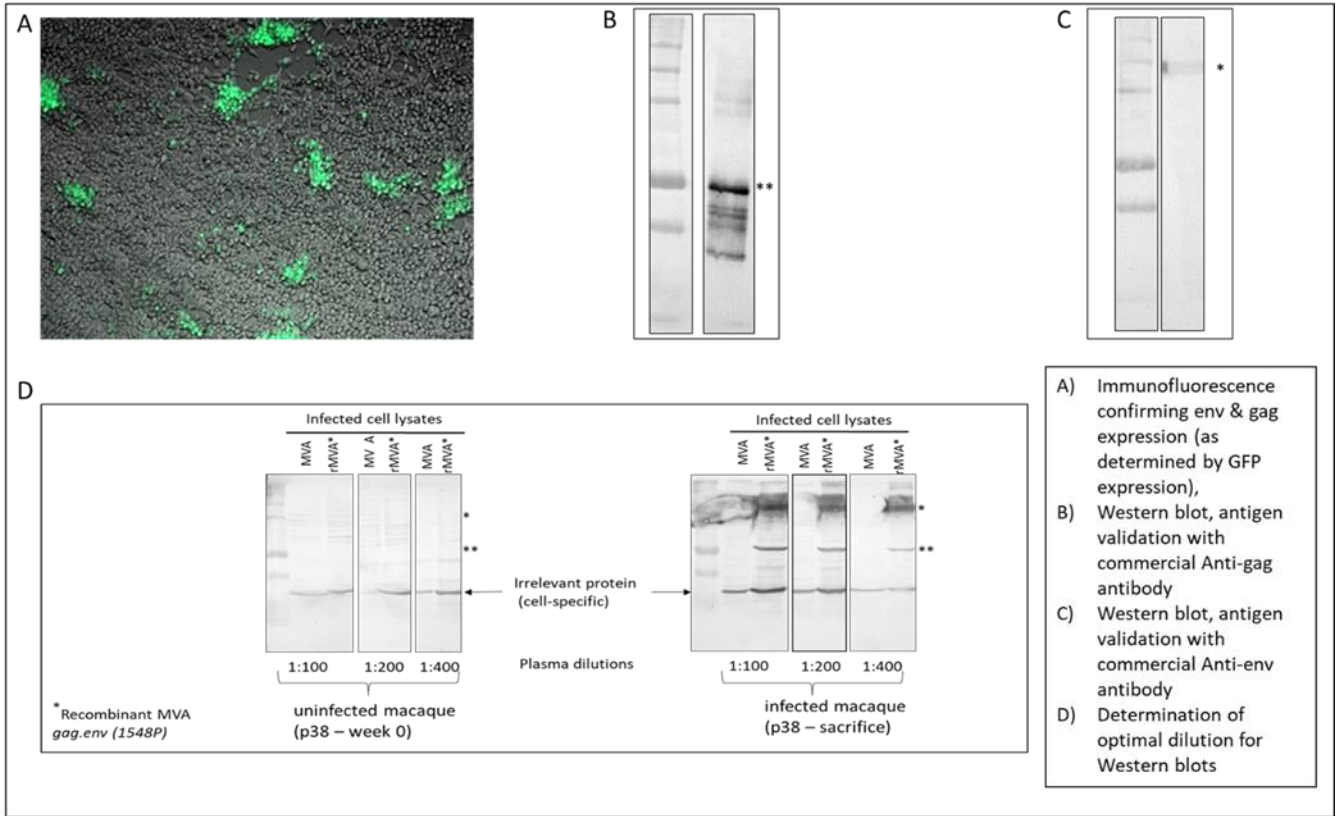 A
B
C
*
**
D
Infected cell lysates
MVA
rMVA*
MV A
rMVA*
MVA
rMVA*
*
**
1:100
1:200
1:400
uninfected macaque
(p38 – week 0)
Irrelevant protein
(cell-specific)
Plasma dilutions
Infected cell lysates
MVA
rMVA*
MVA
rMVA*
MVA
rMVA*
*
**
1:100
1:200
1:400
infected macaque
(p38 – sacrifice)
*Recombinant MVA
gag.env (1548P)
A) Immunofluorescence
confirming env & gag
expression (as
determined by GFP
expression),
B) Western blot, antigen
validation with
commercial Anti-gag
antibody
C) Western blot, antigen
validation with
commercial Anti-env
antibody
D) Determination of
optimal dilution for
Western blots